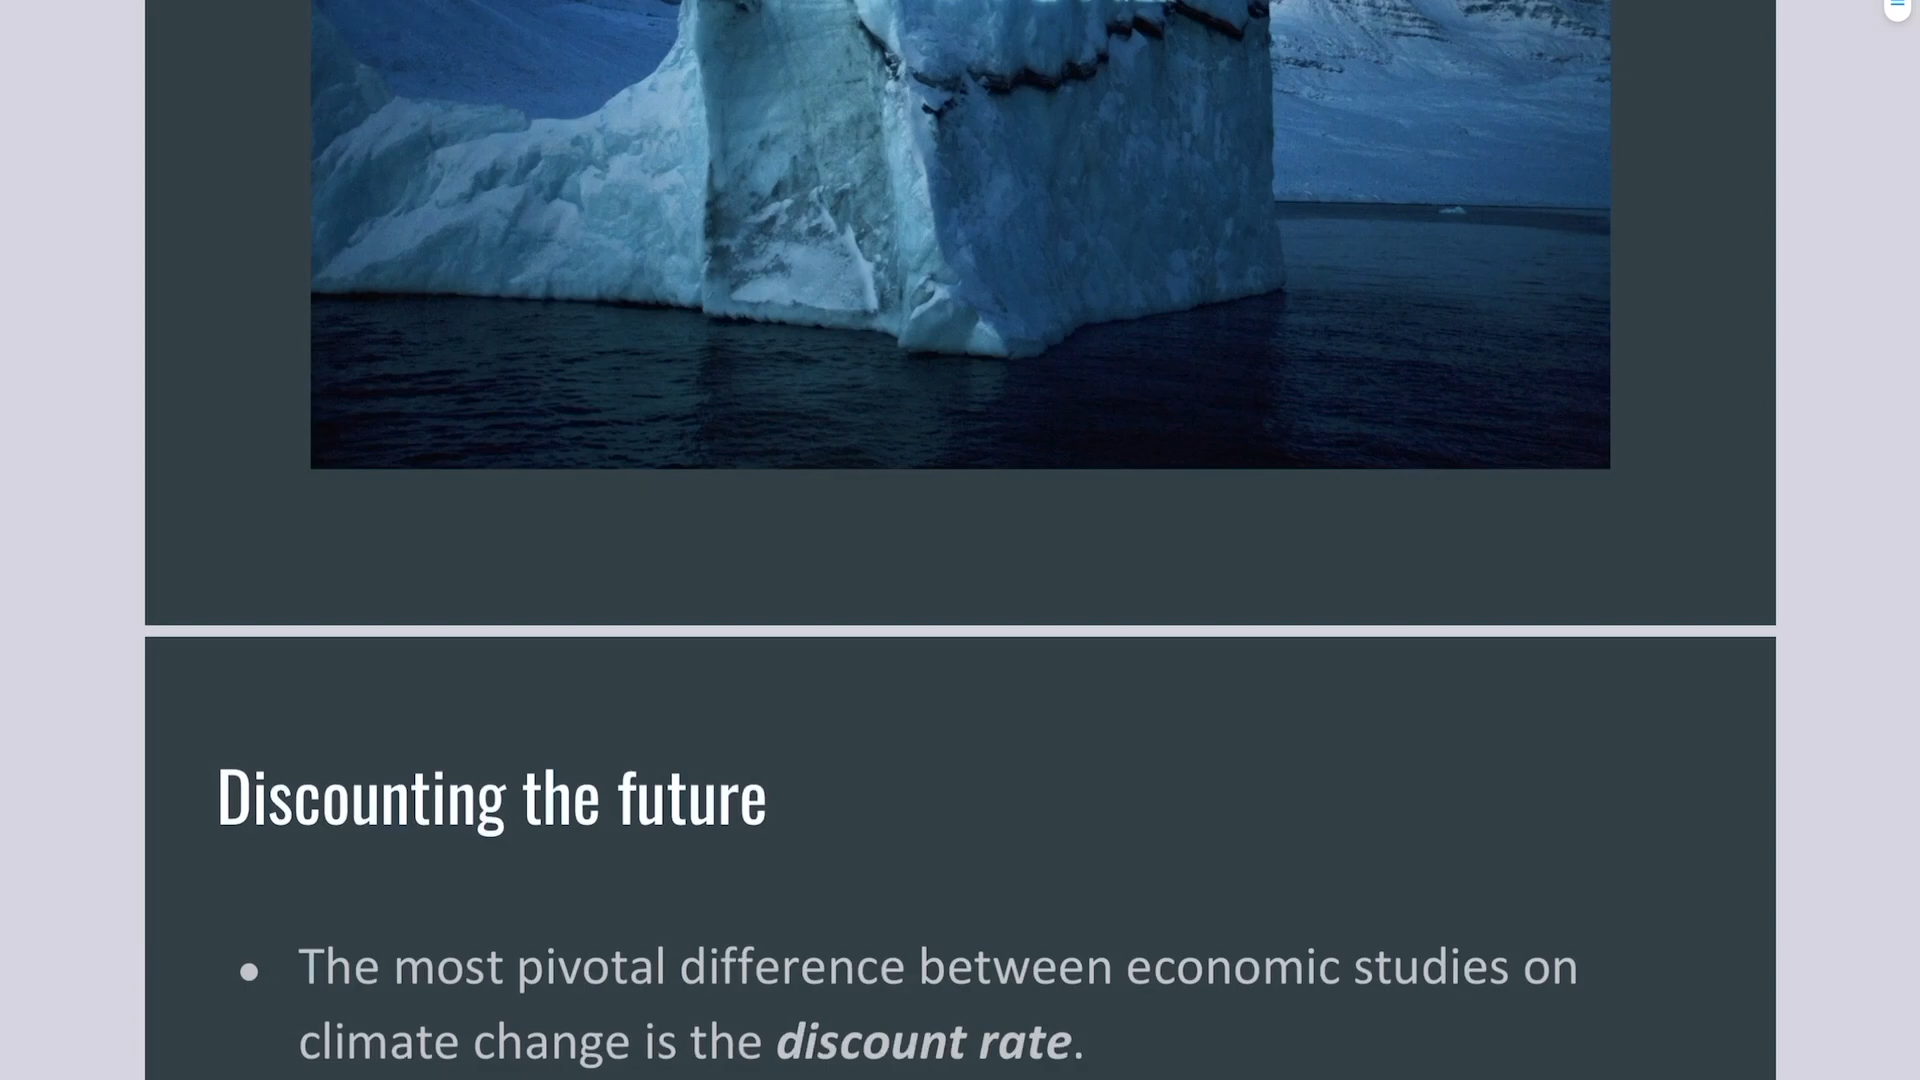 Discounting the future
● The most pivotal difference between economic studies on
climate change is the discount rate.